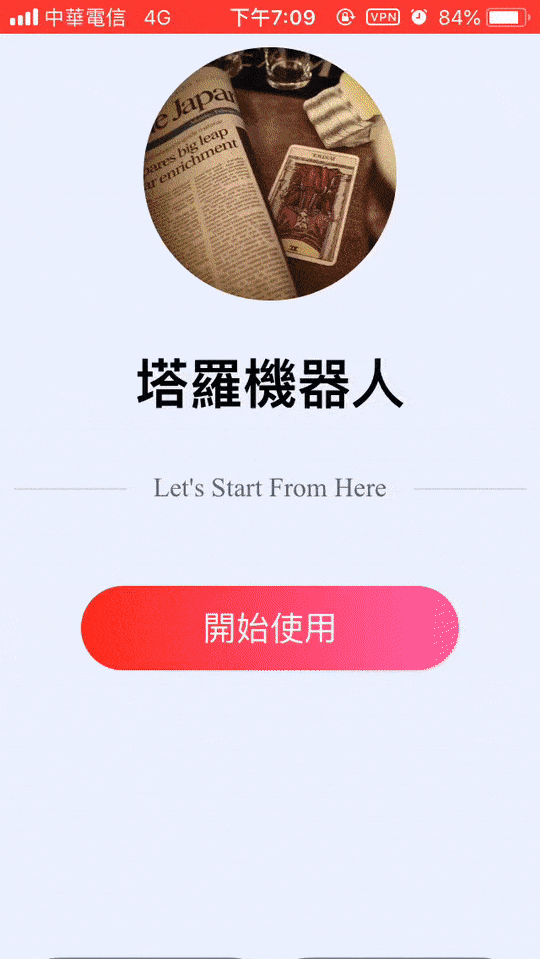 中華電信 4G 下午7:09 VPN 84%
e Japan
pares big leap
ar enrichment
塔羅機器人
Let's Start From Here
開始使用